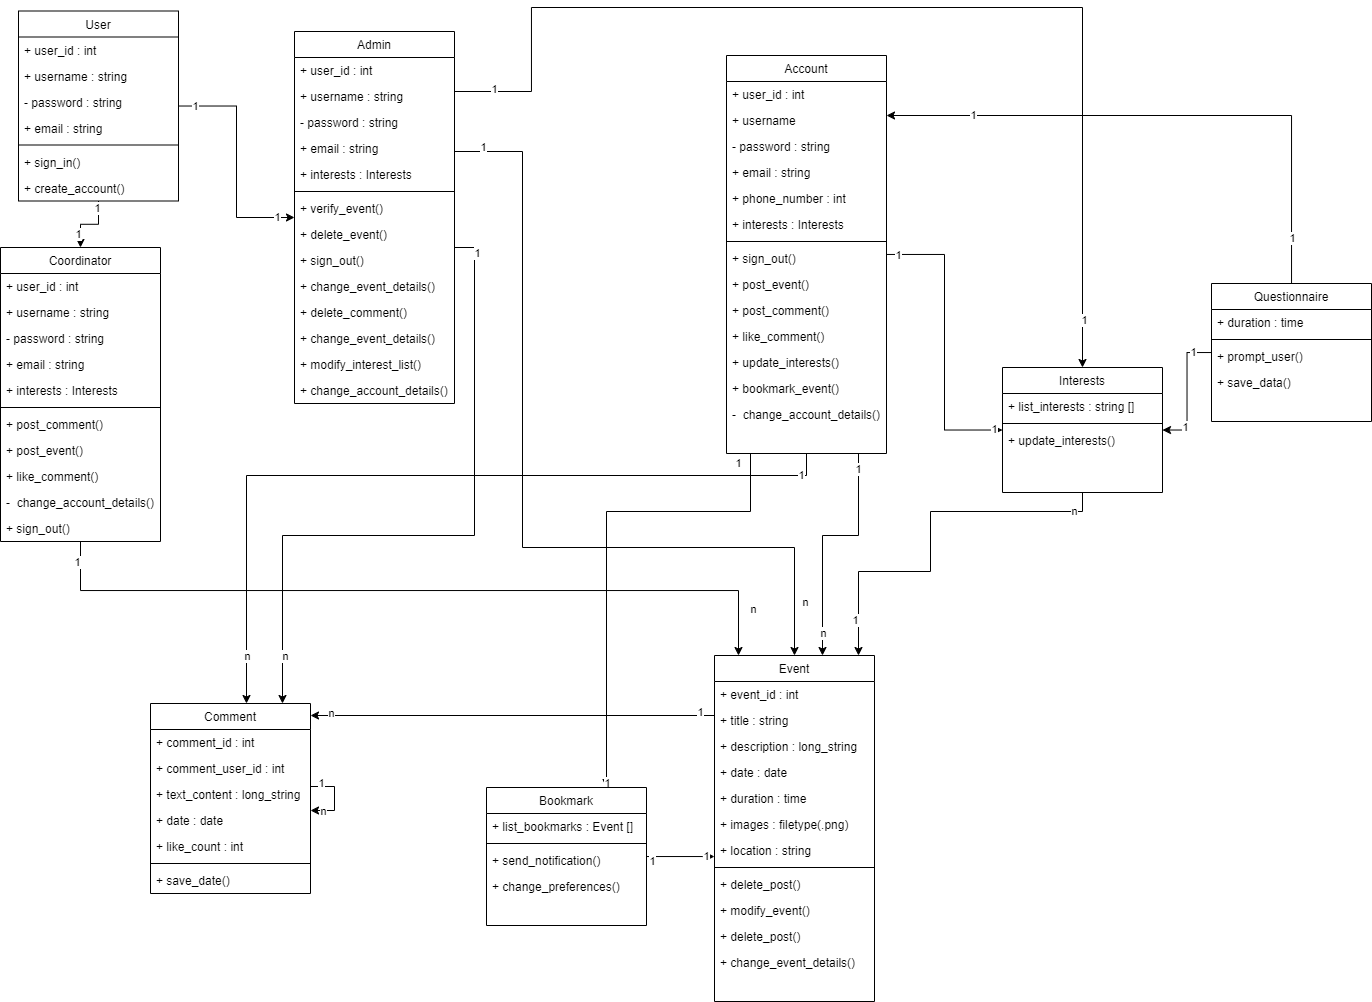 User
+ user_id : int
+ username : string
- password : string
+ email : string
+ sign_in()
+ create_account()
1
1
1
1
Admin
+ user_id : int
+ username : string
- password : string
+ email : string
+ interests : Interests
+ verify_event()
+ delete_event()
+ sign_out()
+ change_event_details()
+ delete_comment()
+ change_event_details()
+ modify_interest_list()
+ change_account_details()
1
1
1
Account
+ user_id : int
+ username
- password : string
+ email : string
+ phone_number : int
+ interests : Interests
+ sign_out()
+ post_event()
+ post_comment()
+ like_comment()
+ update_interests()
+ bookmark_event()
- change_account_details()
1
1
1
1
1
1
1
Questionnaire
+ duration : time
+ prompt_user()
+ save_data()
1
1
1
Interests
+ list_interests : string []
+ update_interests()
n
1
Coordinator
+ user_id : int
+ username : string
- password : string
+ email : string
+ interests : Interests
+ post_comment()
+ post_event()
+ like_comment()
- change_account_details()
+ sign_out()
1
n
n
n
n
n
Comment
+ comment_id : int
+ comment_user_id : int
+ text_content : long_string
+ date : date
+ like_count : int
+ save_date()
1
n
n
1
1
Bookmark
+ list_bookmarks : Event []
+ send_notification()
+ change_preferences()
1
1
Event
+ event_id : int
+ title : string
+ description : long_string
+ date : date
+ duration : time
+ images : filetype(.png)
+ location : string
+ delete_post()
+ modify_event()
+ delete_post()
+ change_event_details()